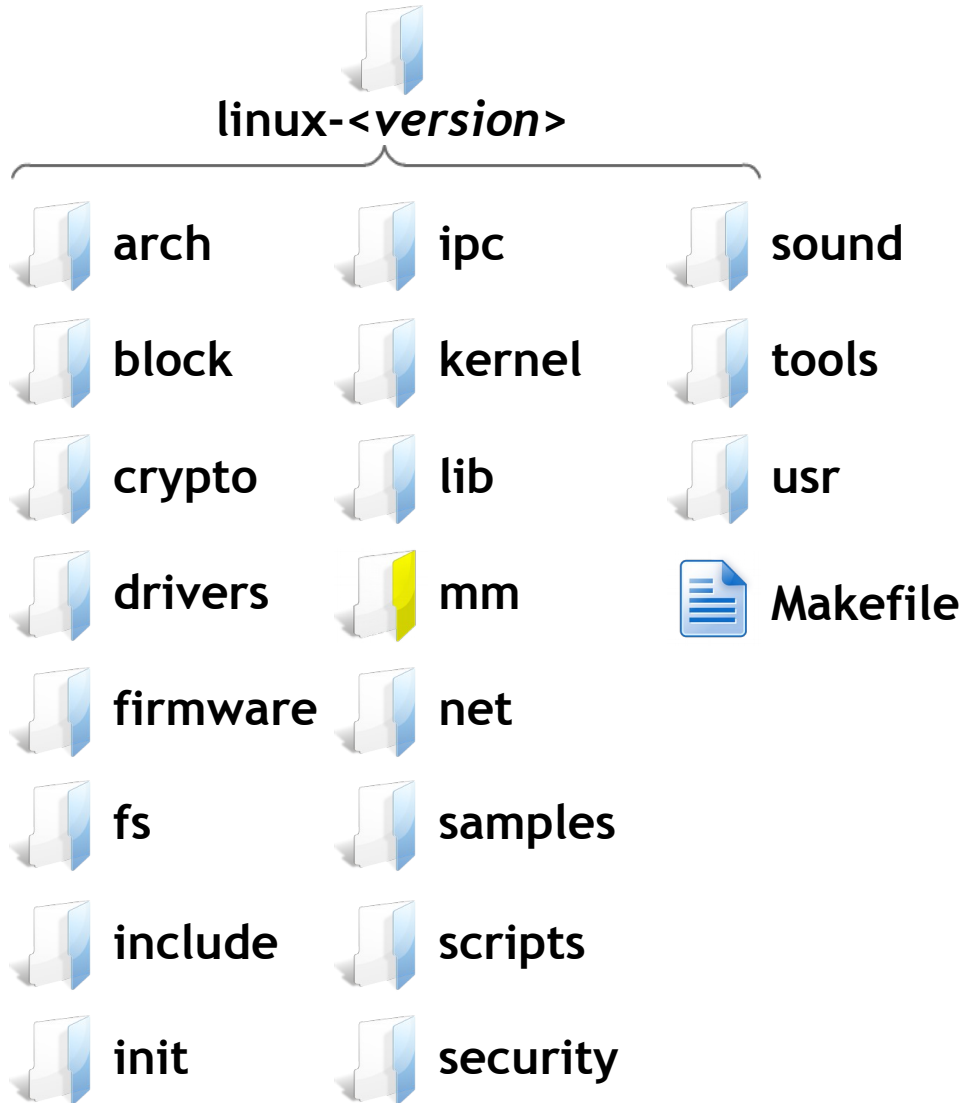 linux-<version>
arch
block
crypto
drivers
firmware
fs
include
init
ipc
kernel
lib
mm
net
samples
scripts
security
sound
tools
usr
Makefile